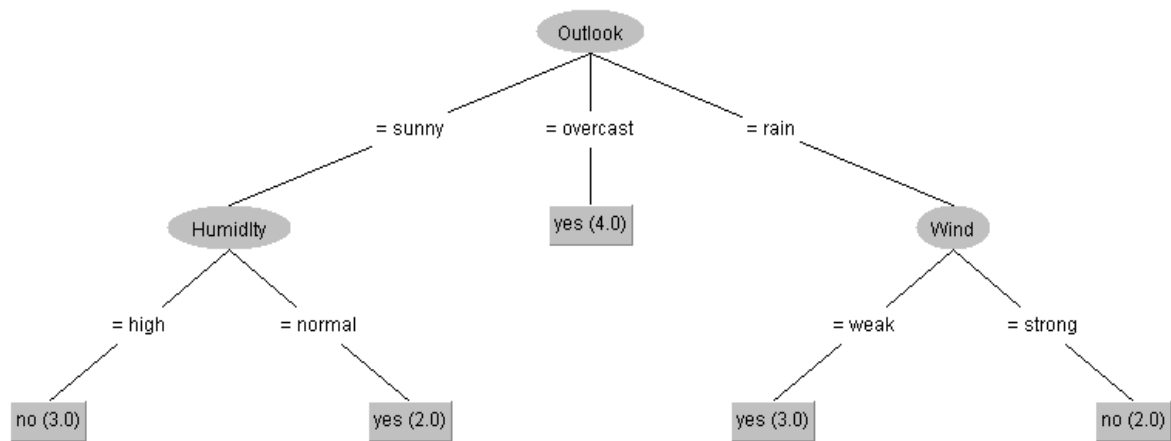 Outlook
= sunny
= overcast
= rain
HumidIty
yes (4.0)
Wind
= high
= normal
= weak
= strong
no (3.0)
yes (2.0)
yes (3.0)
no (2.0)